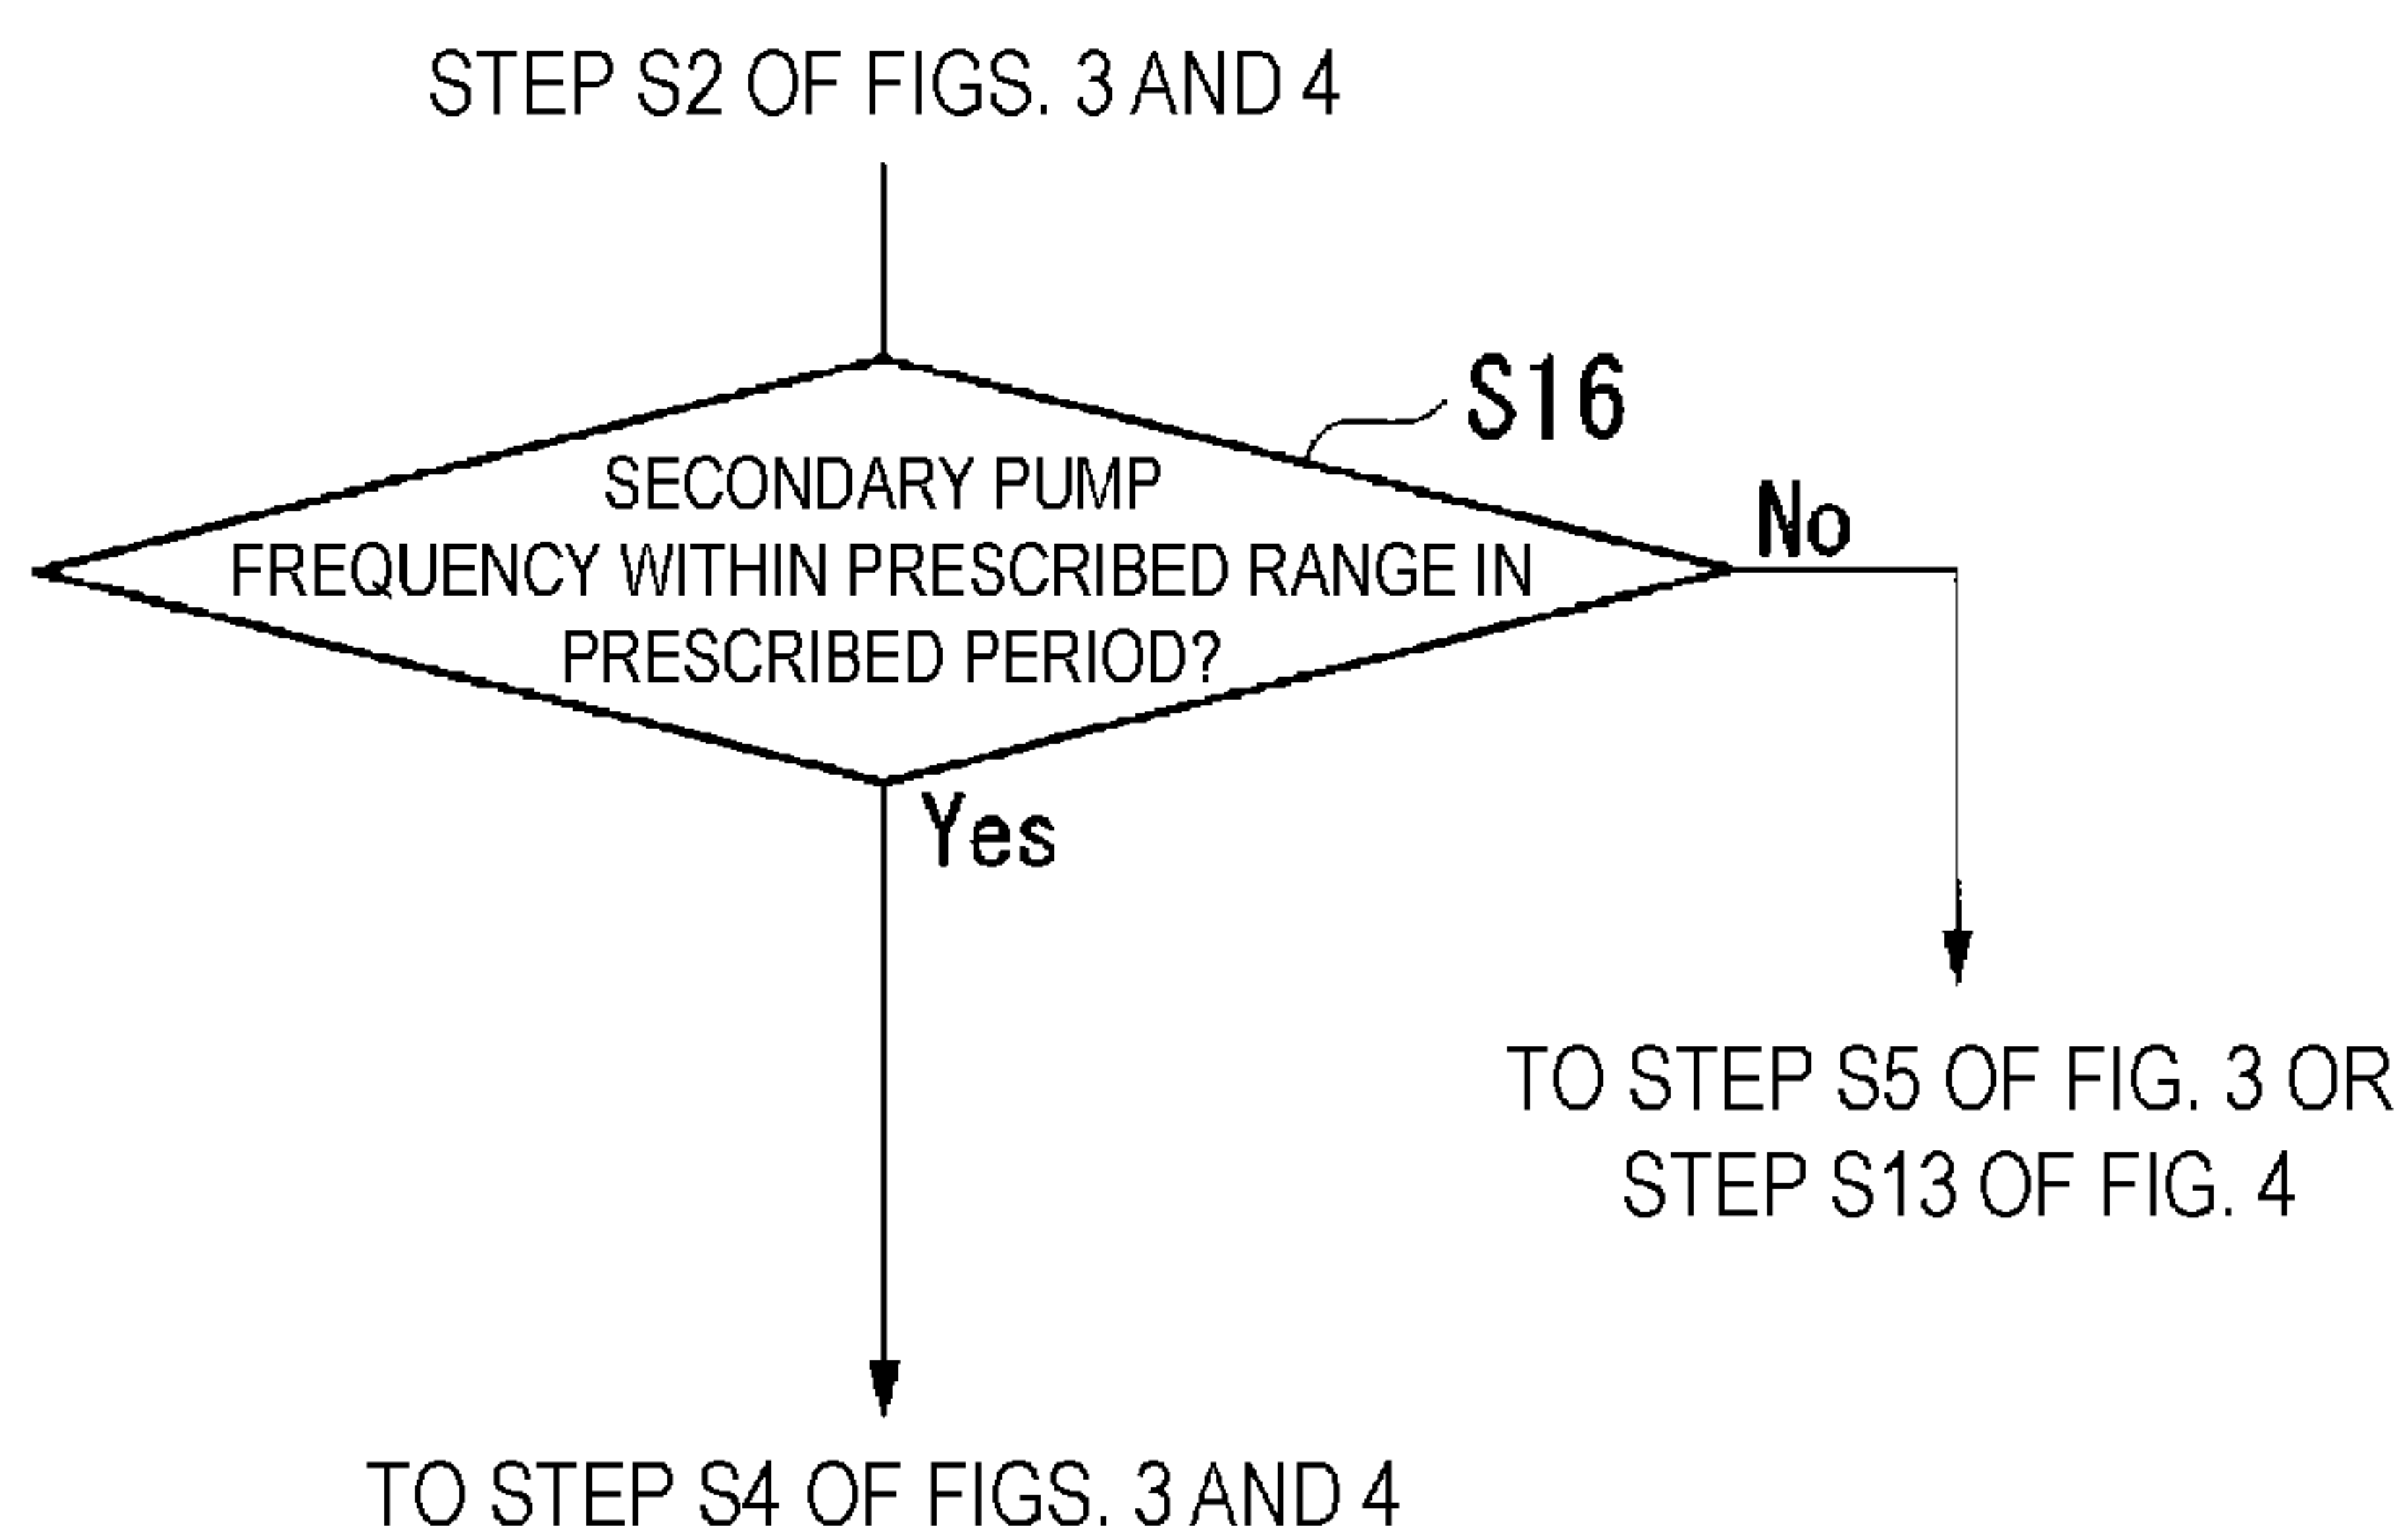 STEP S2 OF FIGS. 3 AND 4
S16
SECONDARY PUMP
FREQUENCY WITHIN PRESCRIBED RANGE IN
PRESCRIBED PERIOD?
No
Yes
TO STEP S5 OF FIG. 3 OR
STEP S13 OF FIG. 4
TO STEP S4 OF FIGS. 3 AND 4